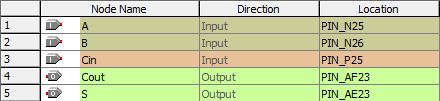 Node Name Direction Location
1 A Input PIN_N25
2 B Input PIN_N26
3 Cin Input PIN_P25
4 Cout Output PIN_AF23
5 S Output PIN_AE23